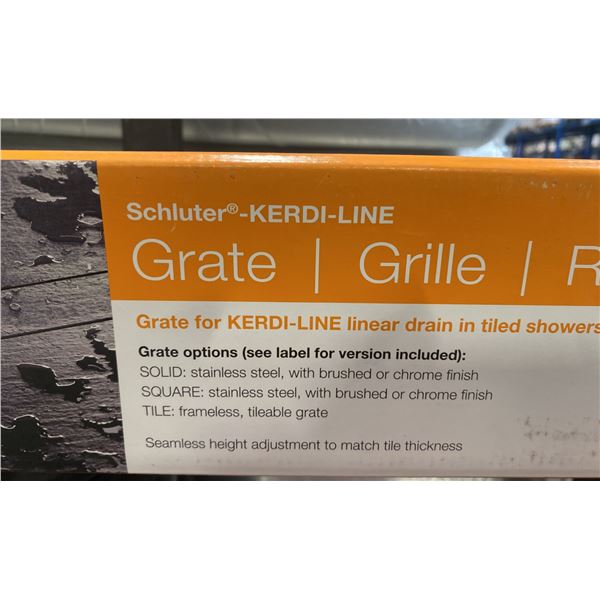 Schluter®-KERDI-LINE
Grate | Grille | R
Grate for KERDI-LINE linear drain in tiled showers
Grate options (see label for version included):
SOLID: stainless steel, with brushed or chrome finish
SQUARE: stainless steel, with brushed or chrome finish
TILE: frameless, tileable grate
Seamless height adjustment to match tile thickness